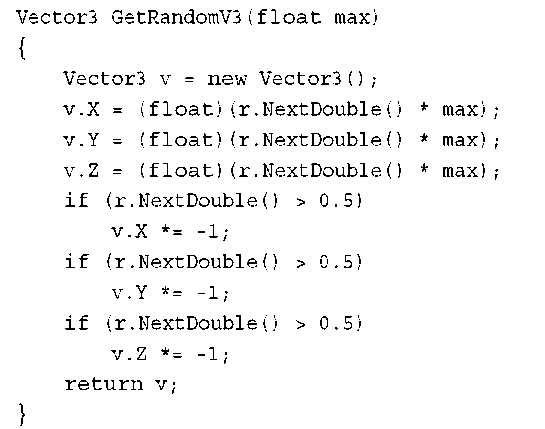 Vector3 GetRandomV3(float max)
{
Vector3 v = new Vector3();
v.X = (float)(r.NextDouble() * max);
v.Y = (float)(r.NextDouble() * max);
v.Z = (float)(r.NextDouble() * max);
if (r.NextDouble() > 0.5)
v.X *= -1;
if (r.NextDouble() > 0.5)
v.Y *= -1;
if (r.NextDouble() > 0.5)
v.Z *= -1;
return v;
}